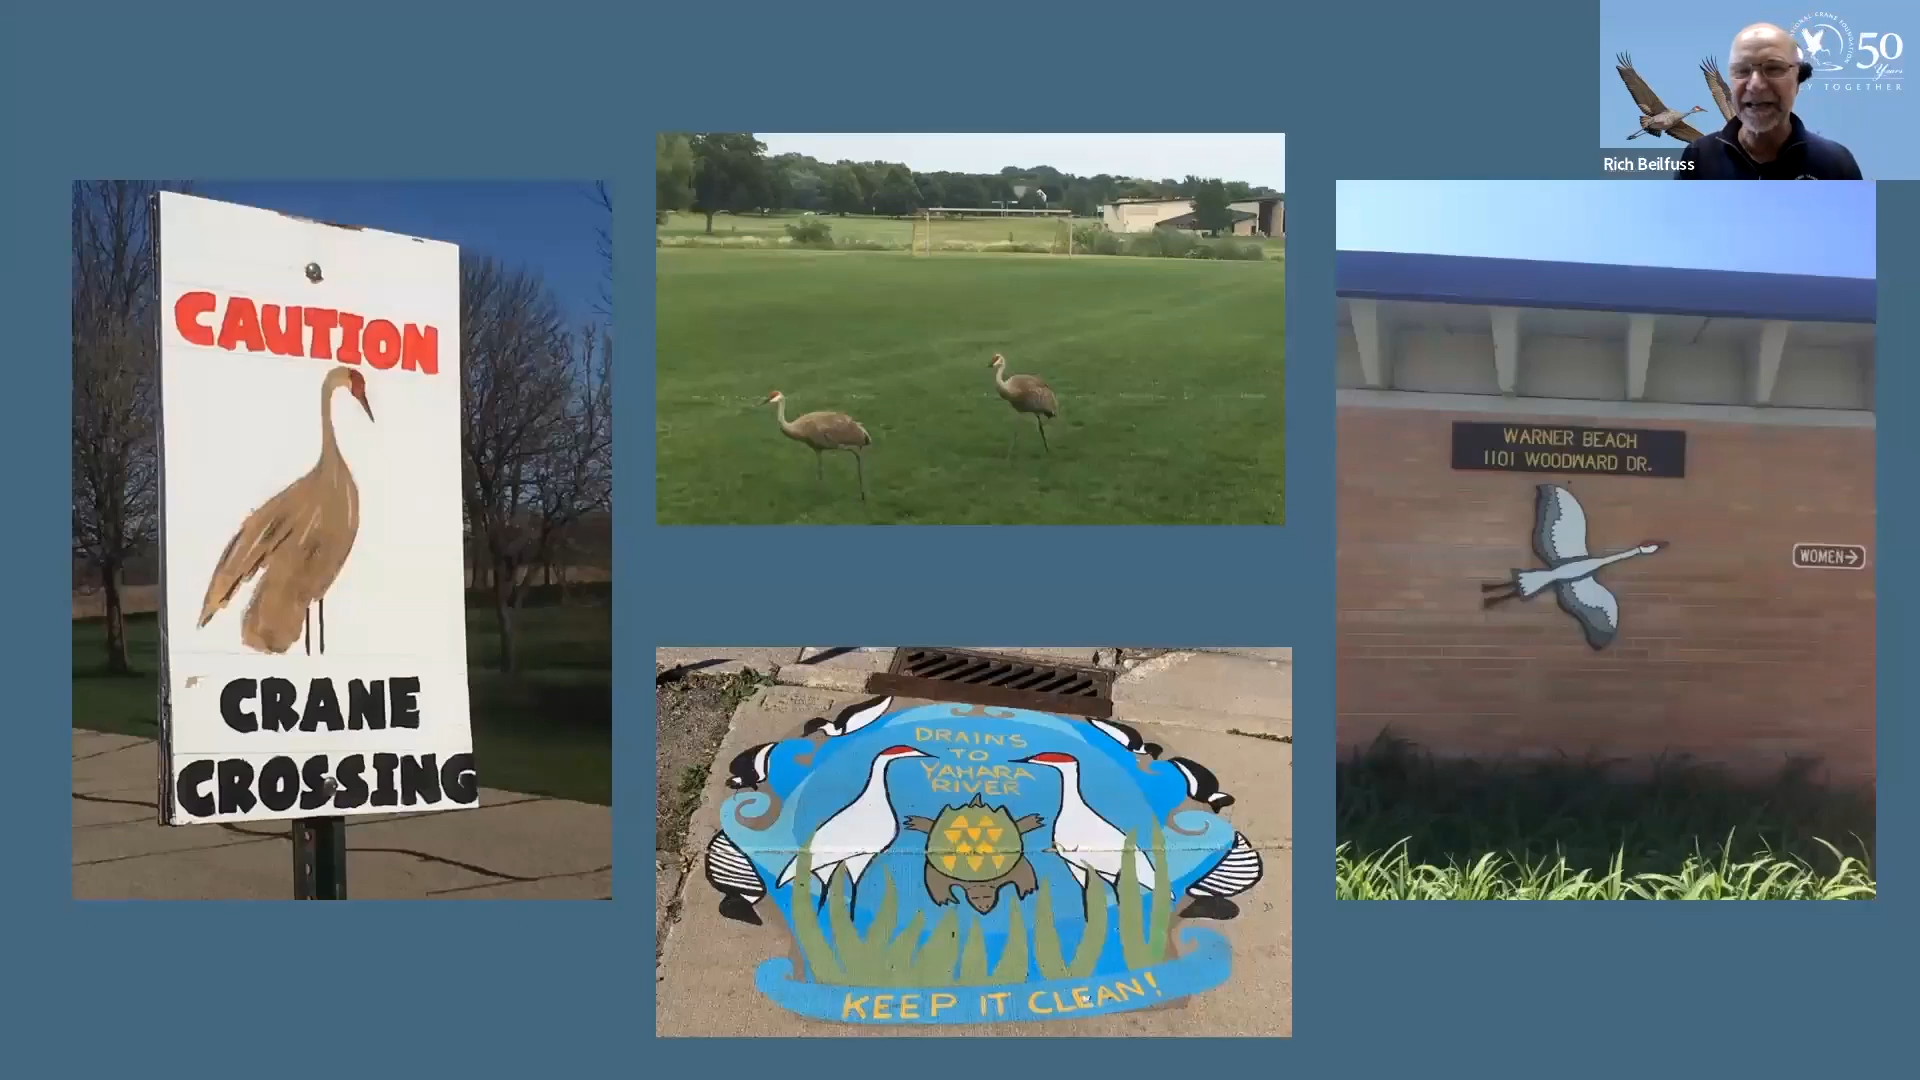 CAUTION
CRANE
CROSSING
DRAINS
TO
YAHARA
RIVER
KEEP IT CLEAN!
WARNER BEACH
1101 WOODWARD DR.
WOMEN→
50
Years
TOGETHER
Rich Beilfuss